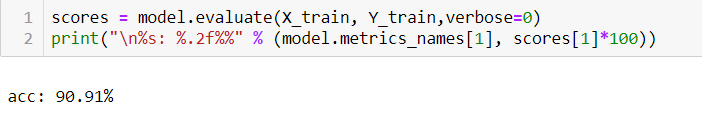 1 scores = model.evaluate(X_train, Y_train,verbose=0)
2 print("\n%s: %.2f%%" % (model.metrics_names[1], scores[1]*100))
acc: 90.91%